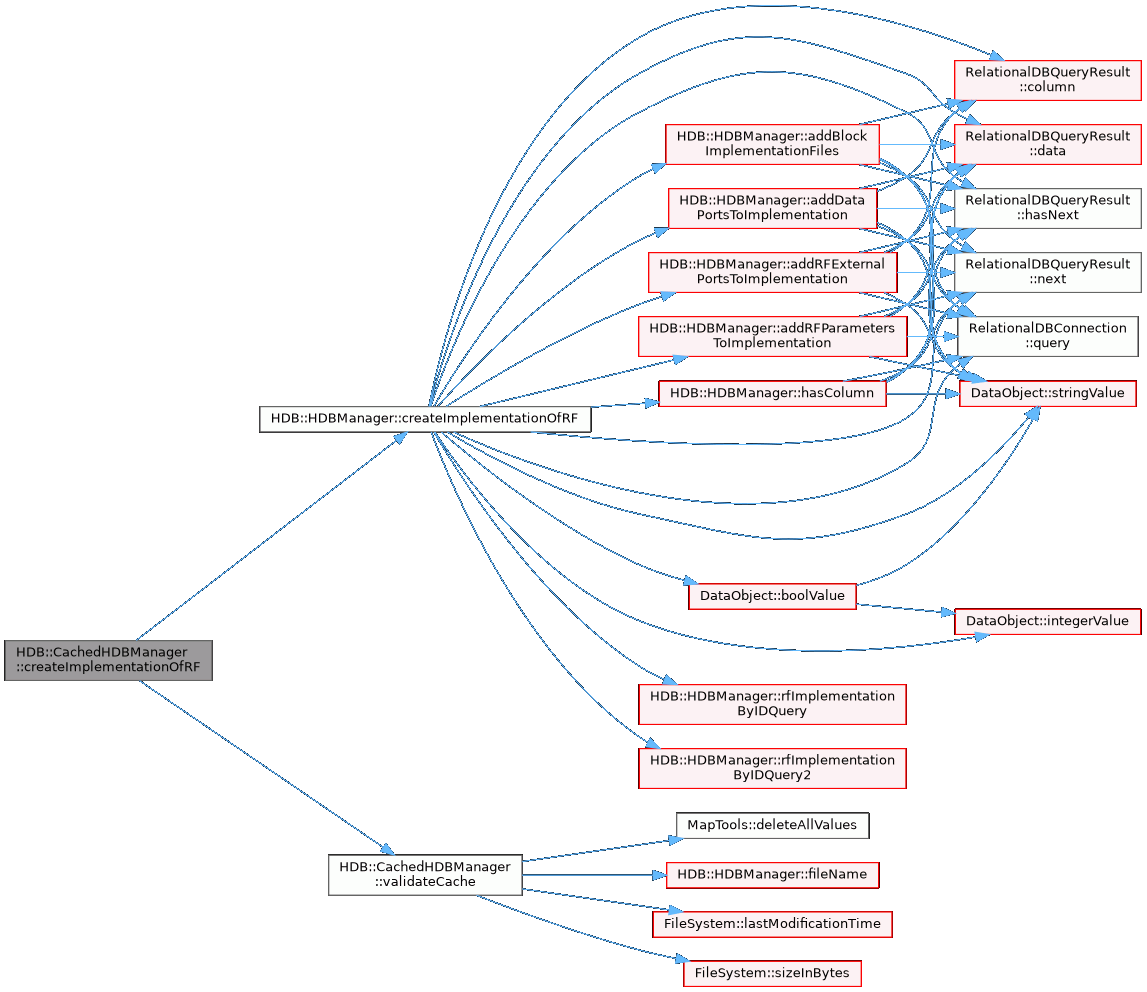 RelationalDBQueryResult
::column
HDB::HDBManager::addBlock
ImplementationFiles
RelationalDBQueryResult
::data
HDB::HDBManager::addData
PortsToImplementation
RelationalDBQueryResult
::hasNext
HDB::HDBManager::addRFExternal
PortsToImplementation
RelationalDBQueryResult
::next
HDB::HDBManager::addRFParameters
ToImplementation
RelationalDBConnection
::query
HDB::HDBManager::hasColumn
DataObject::stringValue
HDB::HDBManager::createImplementationOfRF
DataObject::boolValue
DataObject::integerValue
HDB::CachedHDBManager
::createImplementationOfRF
HDB::HDBManager::rfImplementation
ByIDQuery
HDB::HDBManager::rfImplementation
ByIDQuery2
MapTools::deleteAllValues
HDB::CachedHDBManager
::validateCache
HDB::HDBManager::fileName
FileSystem::lastModificationTime
FileSystem::sizeInBytes